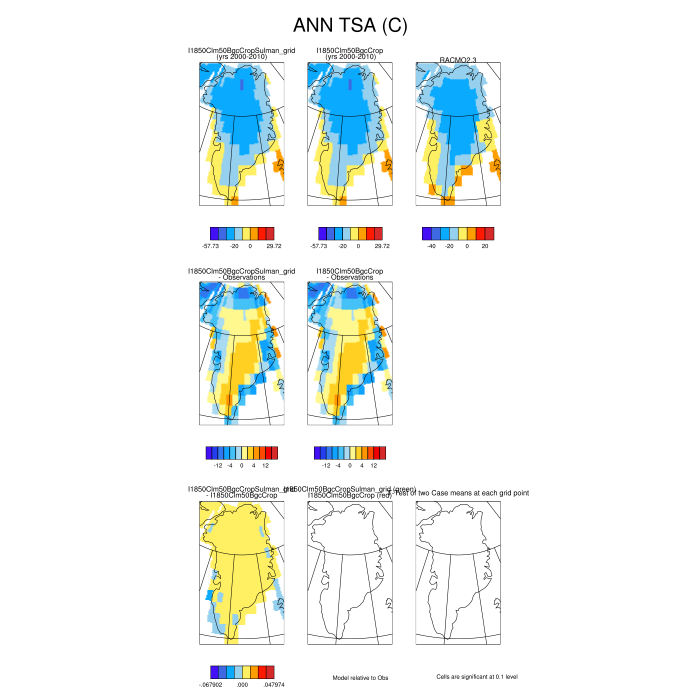 ANN TSA (C)
I1850Clm50BgcCropSulman_grid
(yrs 2000-2010)
I1850Clm50BgcCrop
(yrs 2000-2010)
RACMO2.3
-57.73 -20 0 29.72
-57.73 -20 0 29.72
-40 -20 0 20
I1850Clm50BgcCropSulman_grid
- Observations
I1850Clm50BgcCrop
- Observations
-12 -4 0 4 12
-12 -4 0 4 12
I1850Clm50BgcCropSulman_grid
- I1850Clm50BgcCrop
I1850Clm50BgcCropSulman_grid (green)
I1850Clm50BgcCrop (red)
Test of two Case means at each grid point
-.067902 .000 .047974
Model relative to Obs
Cells are significant at 0.1 level